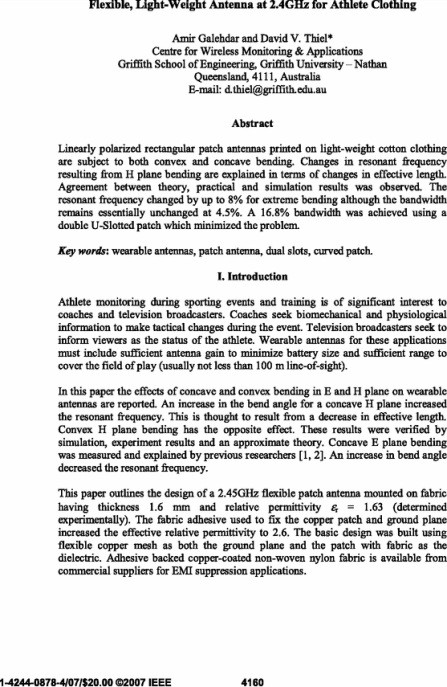 Flexible, Light-Weight Antenna at 2.4GHz for Athlete Clothing
Amir Galehdar and David V. Thiel*
Centre for Wireless Monitoring & Applications
Griffith School of Engineering, Griffith University – Nathan
Queensland, 4111, Australia
E-mail: d.thiel@griffith.edu.au
Abstract
Linearly polarized rectangular patch antennas printed on light-weight cotton clothing
are subject to both convex and concave bending. Changes in resonant frequency
resulting from H plane bending are explained in terms of changes in effective length.
Agreement between theory, practical and simulation results was observed. The
resonant frequency changed by up to 8% for extreme bending although the bandwidth
remains essentially unchanged at 4.5%. A 16.8% bandwidth was achieved using a
double U-Slotted patch which minimized the problem.
Key words: wearable antennas, patch antenna, dual slots, curved patch.
I. Introduction
Athlete monitoring during sporting events and training is of significant interest to
coaches and television broadcasters. Coaches seek biomechanical and physiological
information to make tactical changes during the event. Television broadcasters seek to
inform viewers as the status of the athlete. Wearable antennas for these applications
must include sufficient antenna gain to minimize battery size and sufficient range to
cover the field of play (usually not less than 100 m line-of-sight).
In this paper the effects of concave and convex bending in E and H plane on wearable
antennas are reported. An increase in the bend angle for a concave H plane increased
the resonant frequency. This is thought to result from a decrease in effective length.
Convex H plane bending has the opposite effect. These results were verified by
simulation, experiment results and an approximate theory. Concave E plane bending
was measured and explained by previous researchers [1, 2]. An increase in bend angle
decreased the resonant frequency.
This paper outlines the design of a 2.45GHz flexible patch antenna mounted on fabric
having thickness 1.6 mm and relative permittivity εr = 1.63 (determined
experimentally). The fabric adhesive used to fix the copper patch and ground plane
increased the effective relative permittivity to 2.6. The basic design was built using
flexible copper mesh as both the ground plane and the patch with fabric as the
dielectric. Adhesive backed copper-coated non-woven nylon fabric is available from
commercial suppliers for EMI suppression applications.
1-4244-0878-4/07/$20.00 ©2007 IEEE 4160